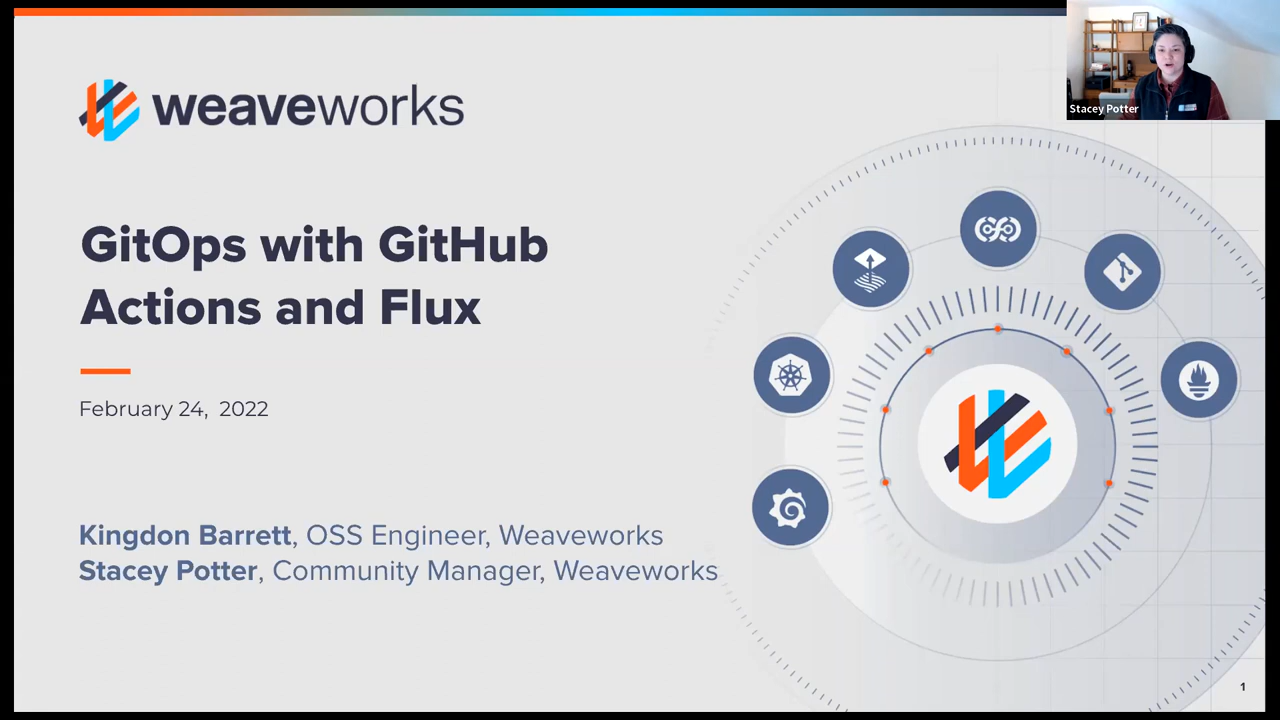 weaveworks
Stacey Potter
GitOps with GitHub
Actions and Flux
February 24, 2022
Kingdon Barrett, OSS Engineer, Weaveworks
Stacey Potter, Community Manager, Weaveworks
1